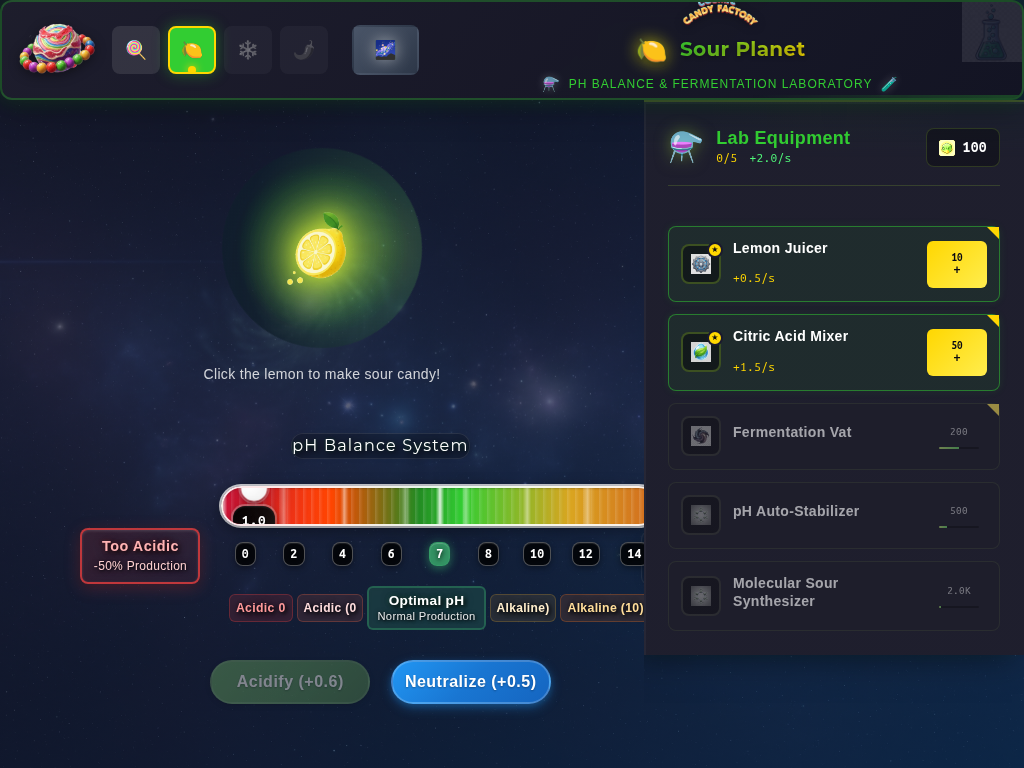 CANDY FACTORY
Sour Planet
PH BALANCE & FERMENTATION LABORATORY
Lab Equipment
0/5 +2.0/s
100
Lemon Juicer
+0.5/s
10
+
Citric Acid Mixer
+1.5/s
50
+
Fermentation Vat
200
pH Auto-Stabilizer
500
Molecular Sour
Synthesizer
2.0K
Click the lemon to make sour candy!
pH Balance System
1.0
Too Acidic
-50% Production
0 2 4 6 7 8 10 12 14
Acidic 0
Acidic (0
Optimal pH
Normal Production
Alkaline)
Alkaline (10)
Acidify (+0.6)
Neutralize (+0.5)